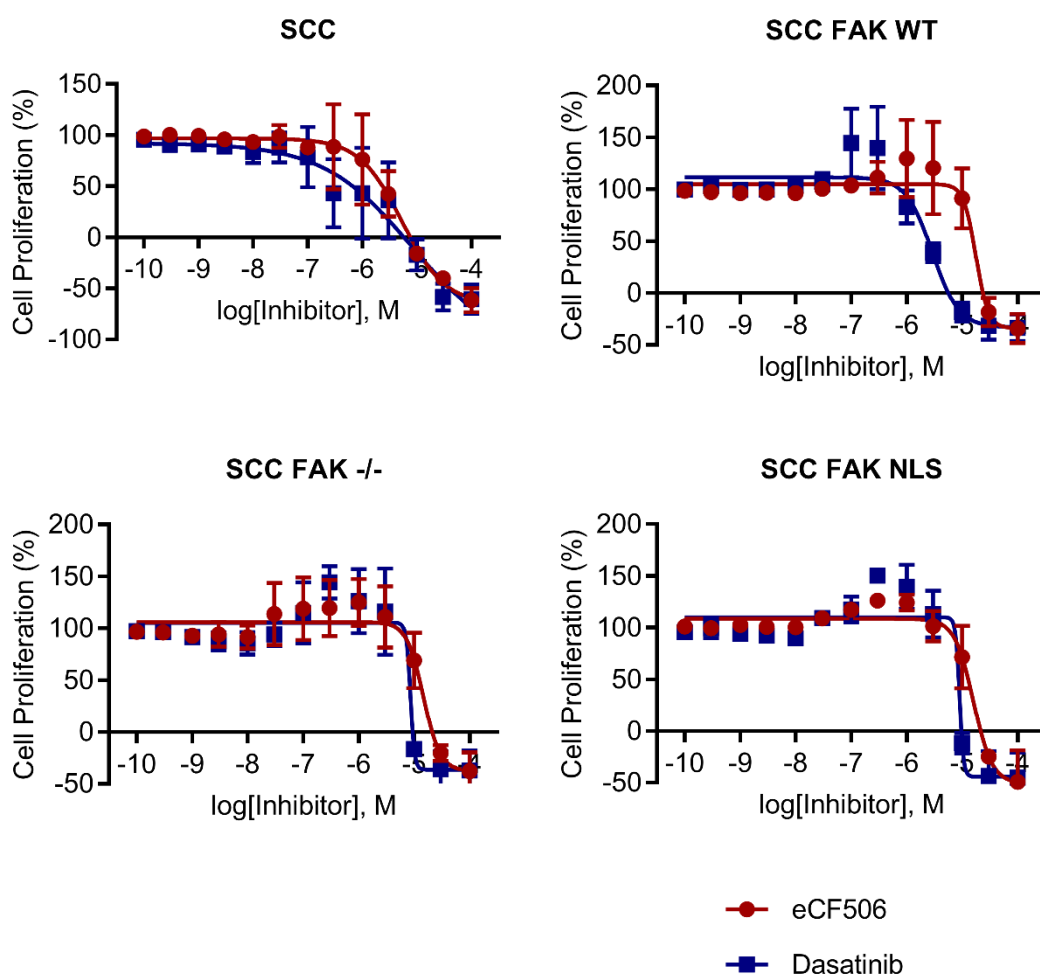 SCC
Cell Proliferation (%)
150
100
50
0
-50
-100
-10 -9 -8 -7 -6 -5 -4
log[Inhibitor], M
SCC FAK WT
Cell Proliferation (%)
200
150
100
50
0
-50
-10 -9 -8 -7 -6 -5 -4
log[Inhibitor], M
SCC FAK -/-
Cell Proliferation (%)
200
150
100
50
0
-50
-10 -9 -8 -7 -6 -5 -4
log[Inhibitor], M
SCC FAK NLS
Cell Proliferation (%)
200
150
100
50
0
-50
-10 -9 -8 -7 -6 -5 -4
log[Inhibitor], M
eCF506
Dasatinib